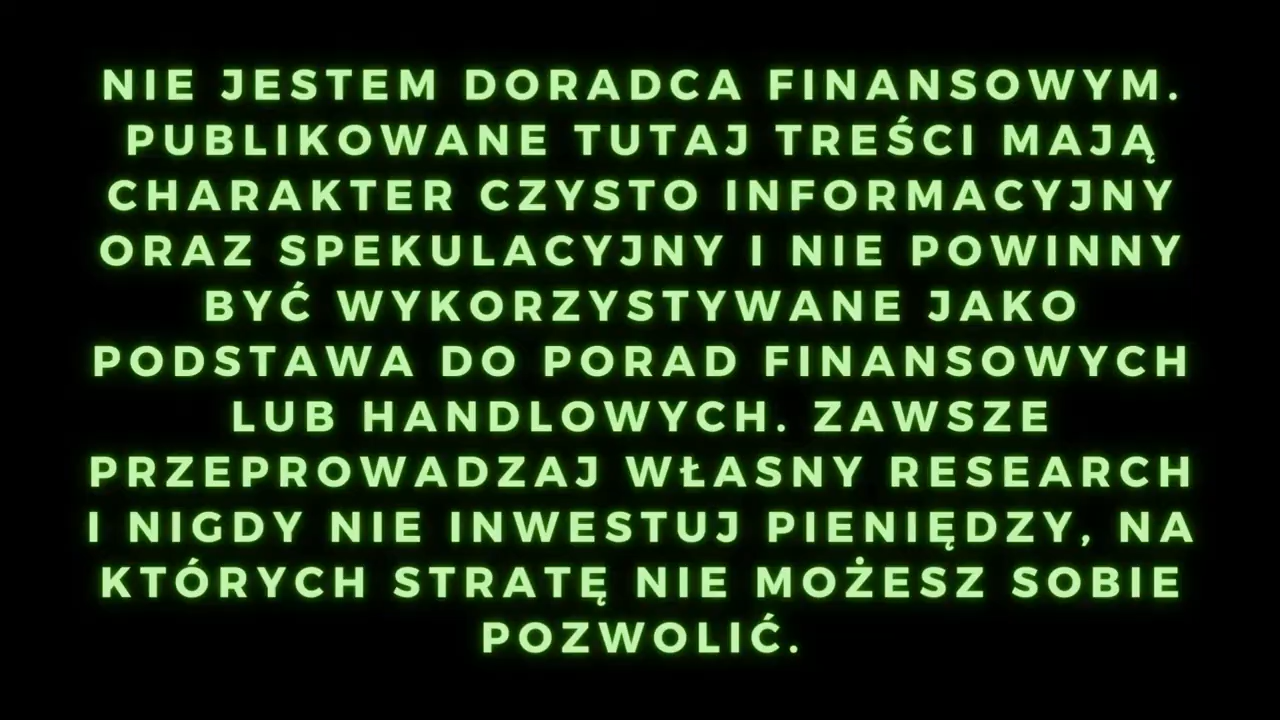 NIE JESTEM DORADCA FINANSOWYM.
PUBLIKOWANE TUTAJ TREŚCI MAJĄ
CHARAKTER CZYSTO INFORMACYJNY
ORAZ SPEKULACYJNY I NIE POWINNY
BYĆ WYKORZYSTYWANE JAKO
PODSTAWA DO PORAD FINANSOWYCH
LUB HANDLOWYCH. ZAWSZE
PRZEPROWADZAJ WŁASNY RESEARCH
I NIGDY NIE INWESTUJ PIENIĘDZY, NA
KTÓRYCH STRATĘ NIE MOŻESZ SOBIE
POZWOLIĆ.